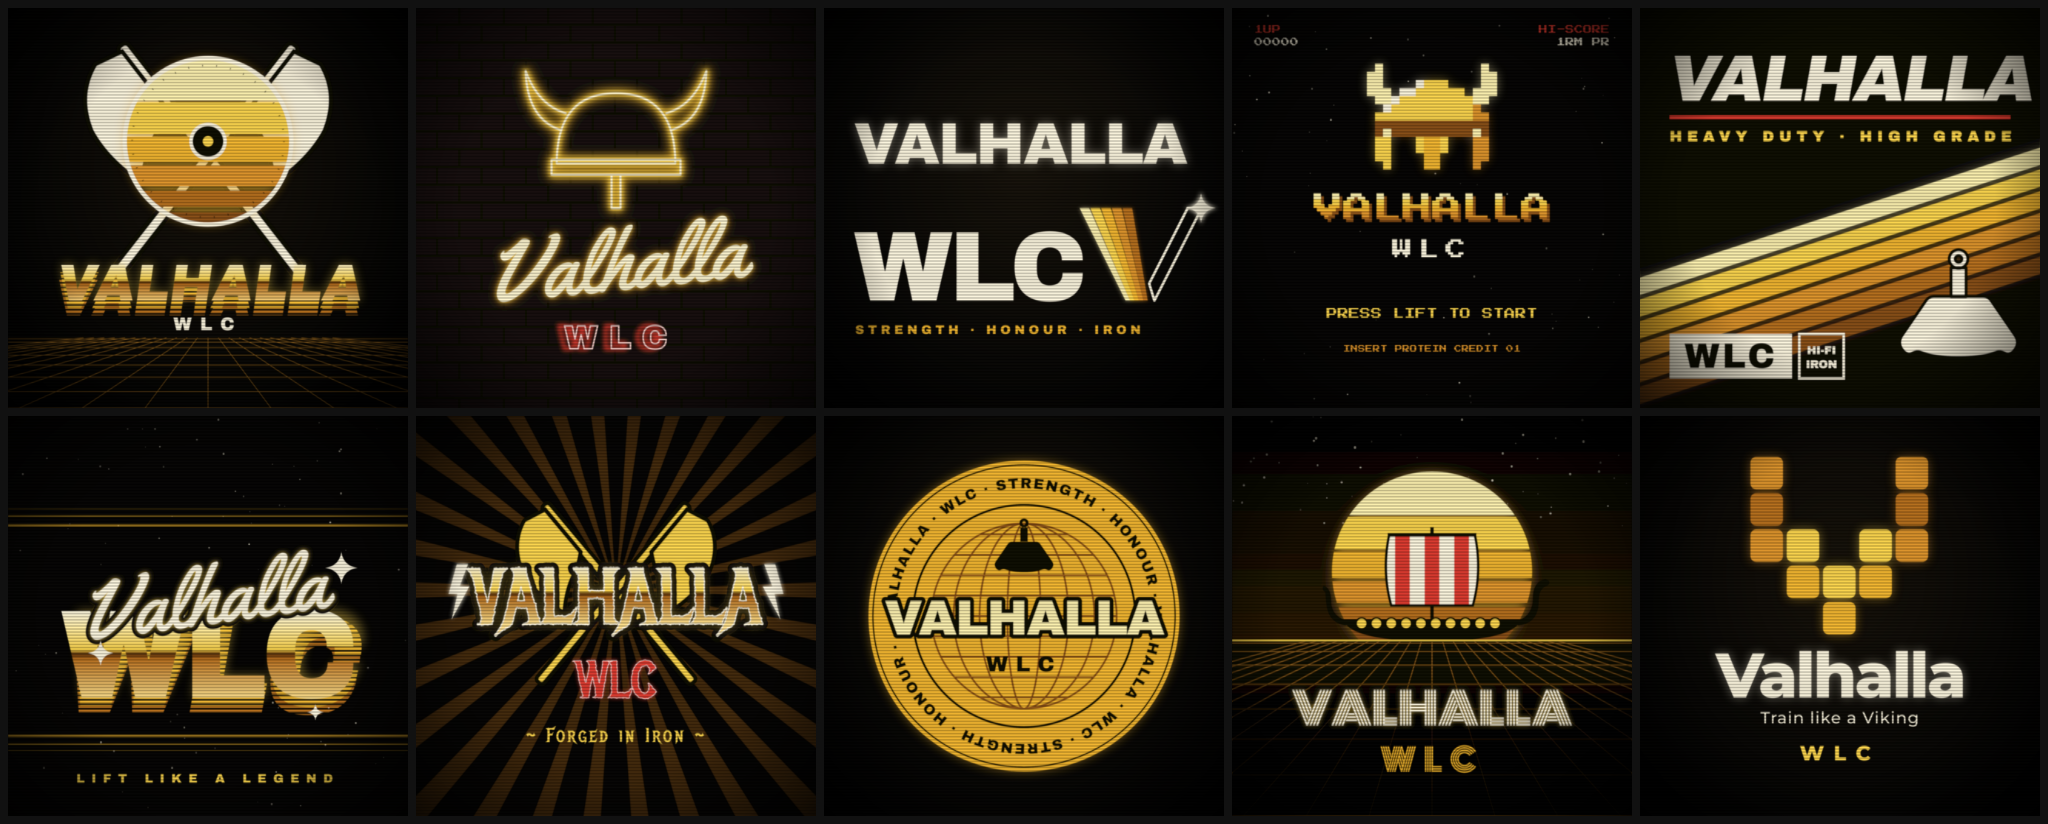 VALHALLA
WLC
Valhalla
WLC
VALHALLA
WLC V
STRENGTH · HONOUR · IRON
1UP
00000
HI-SCORE
1RM PR
VALHALLA
WLC
PRESS LIFT TO START
INSERT PROTEIN CREDIT 01
VALHALLA
HEAVY DUTY · HIGH GRADE
WLC
HI-FI
IRON
Valhalla
WLC
LIFT LIKE A LEGEND
VALHALLA
WLC
~ FORGED IN IRON ~
VALHALLA · WLC · STRENGTH · HONOUR · VALHALLA · WLC · STRENGTH · HONOUR ·
VALHALLA
WLC
VALHALLA
WLC
Valhalla
Train like a Viking
WLC